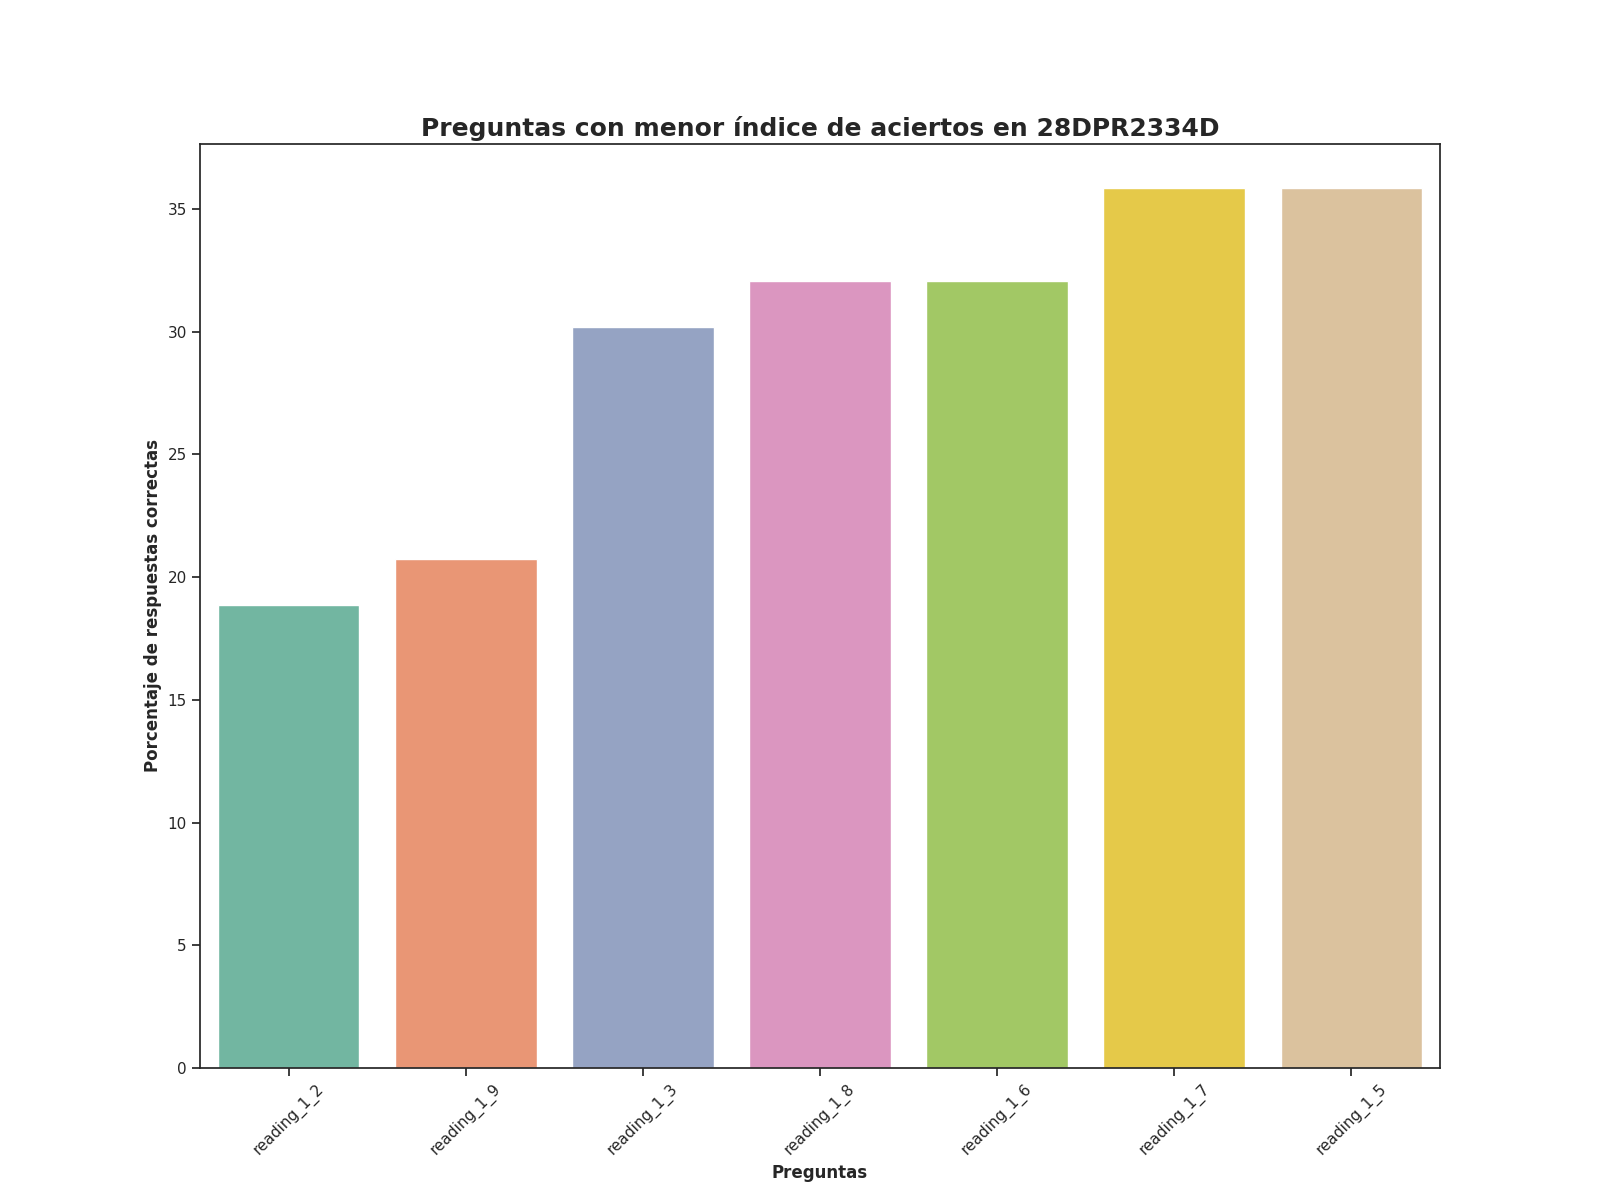 Preguntas con menor índice de aciertos en 28DPR2334D
Porcentaje de respuestas correctas
35
30
25
20
15
10
5
0
reading_1_2
reading_1_9
reading_1_3
reading_1_8
reading_1_6
reading_1_7
reading_1_5
Preguntas